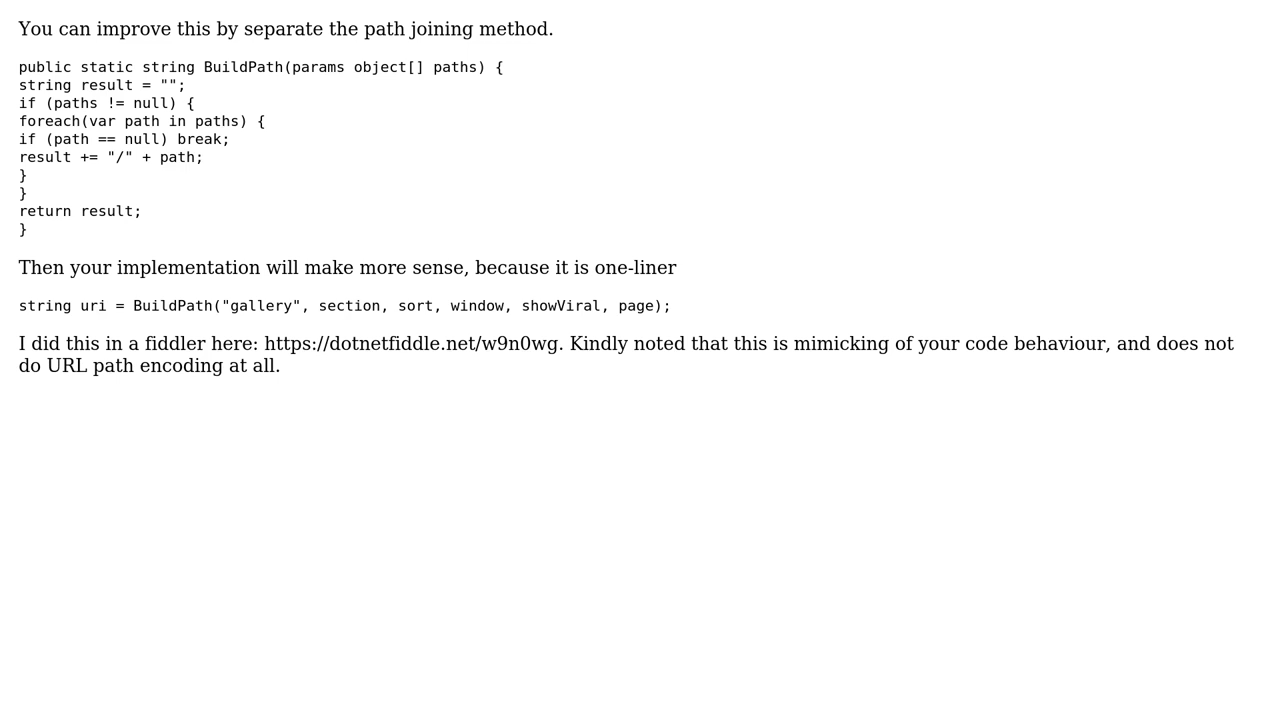 You can improve this by separate the path joining method.
public static string BuildPath(params object[] paths) {
string result = "";
if (paths != null) {
foreach(var path in paths) {
if (path == null) break;
result += "/" + path;
}
}
return result;
}
Then your implementation will make more sense, because it is one-liner
string uri = BuildPath("gallery", section, sort, window, showViral, page);
I did this in a fiddler here: https://dotnetfiddle.net/w9n0wg. Kindly noted that this is mimicking of your code behaviour, and does not
do URL path encoding at all.